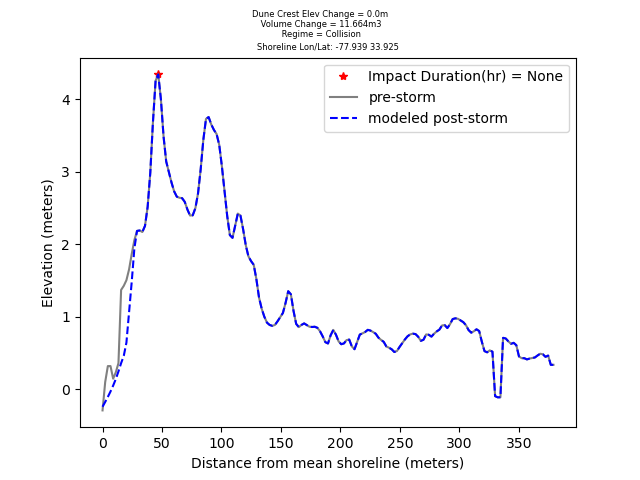 Dune Crest Elev Change = 0.0m
Volume Change = 11.664m3
Regime = Collision
Shoreline Lon/Lat: -77.939 33.925
Impact Duration(hr) = None
pre-storm
modeled post-storm
Elevation (meters)
4
3
2
1
0
0 50 100 150 200 250 300 350
Distance from mean shoreline (meters)